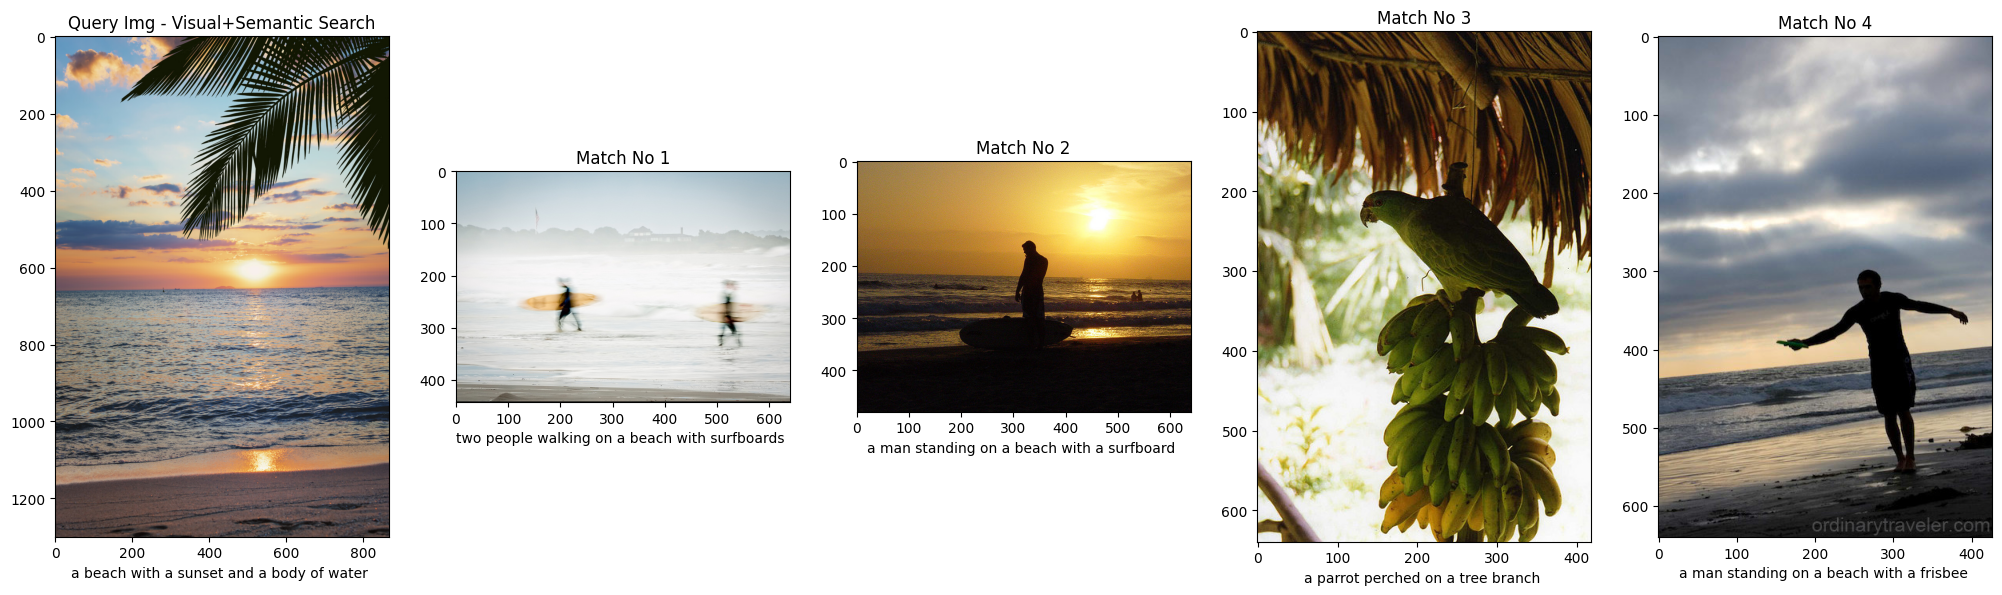 Query Img - Visual+Semantic Search
0
200
400
600
800
1000
1200
0 200 400 600 800
a beach with a sunset and a body of water
Match No 1
0
100
200
300
400
0 100 200 300 400 500 600
two people walking on a beach with surfboards
Match No 2
0
100
200
300
400
0 100 200 300 400 500 600
a man standing on a beach with a surfboard
Match No 3
0
100
200
300
400
500
600
0 100 200 300 400
a parrot perched on a tree branch
Match No 4
0
100
200
300
400
500
600
ordinarytraveler.com
0 100 200 300 400
a man standing on a beach with a frisbee